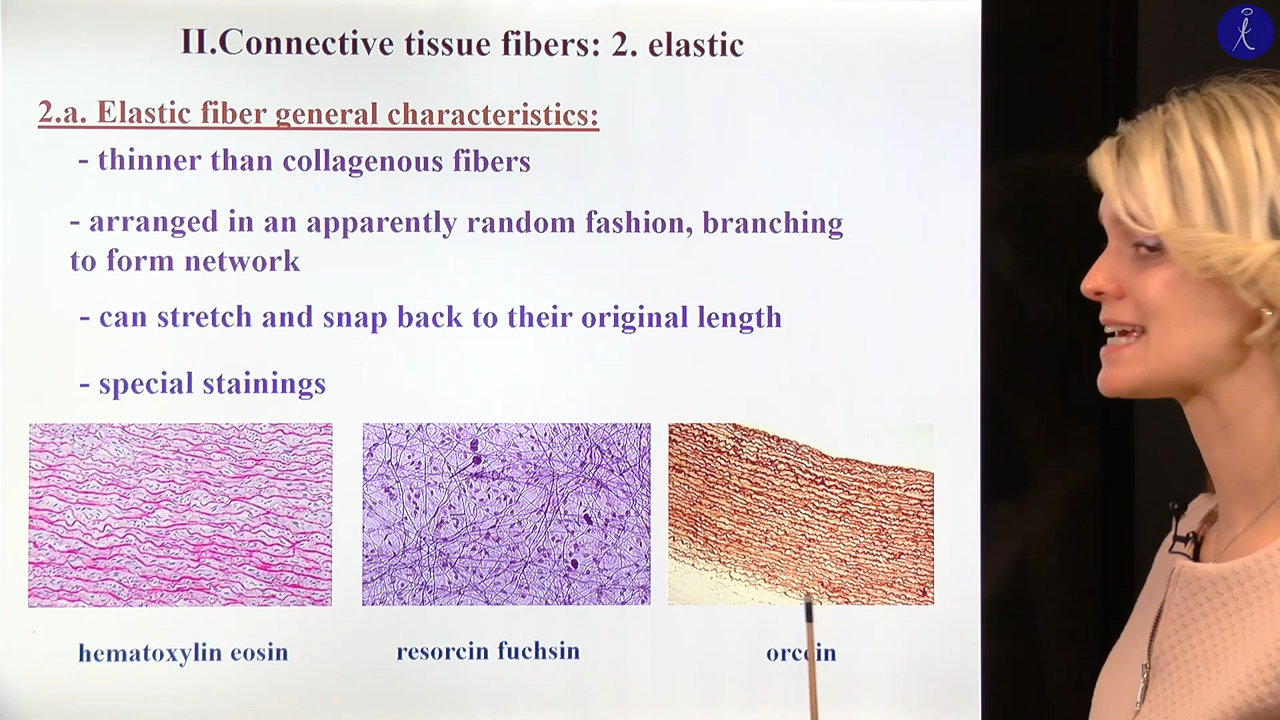 II.Connective tissue fibers: 2. elastic
2.a. Elastic fiber general characteristics:
- thinner than collagenous fibers
- arranged in an apparently random fashion, branching
to form network
- can stretch and snap back to their original length
- special stainings
hematoxylin eosin
resorcin fuchsin
orcein